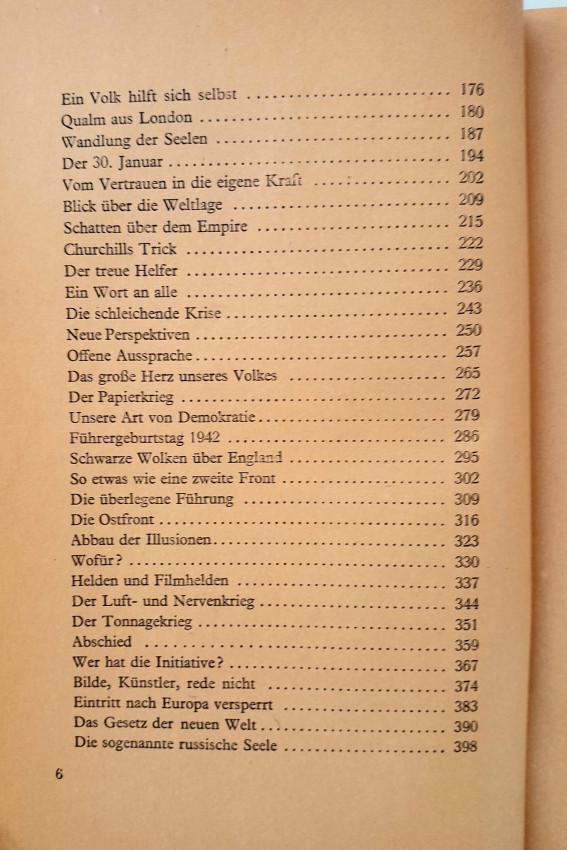 Ein Volk hilft sich selbst ........................ 176
Qualm aus London ........................ 180
Wandlung der Seelen ........................ 187
Der 30. Januar ........................ 194
Vom Vertrauen in die eigene Kraft ........................ 202
Blick über die Weltlage ........................ 209
Schatten über dem Empire ........................ 215
Churchills Trick ........................ 222
Der treue Helfer ........................ 229
Ein Wort an alle ........................ 236
Die schleichende Krise ........................ 243
Neue Perspektiven ........................ 250
Offene Aussprache ........................ 257
Das große Herz unseres Volkes ........................ 265
Der Papierkrieg ........................ 272
Unsere Art von Demokratie ........................ 279
Führergeburtstag 1942 ........................ 286
Schwarze Wolken über England ........................ 295
So etwas wie eine zweite Front ........................ 302
Die überlegene Führung ........................ 309
Die Ostfront ........................ 316
Abbau der Illusionen ........................ 323
Wofür? ........................ 330
Helden und Filmhelden ........................ 337
Der Luft- und Nervenkrieg ........................ 344
Der Tonnagekrieg ........................ 351
Abschied ........................ 359
Wer hat die Initiative? ........................ 367
Bilde, Künstler, rede nicht ........................ 374
Eintritt nach Europa versperrt ........................ 383
Das Gesetz der neuen Welt ........................ 390
Die sogenannte russische Seele ........................ 398
6